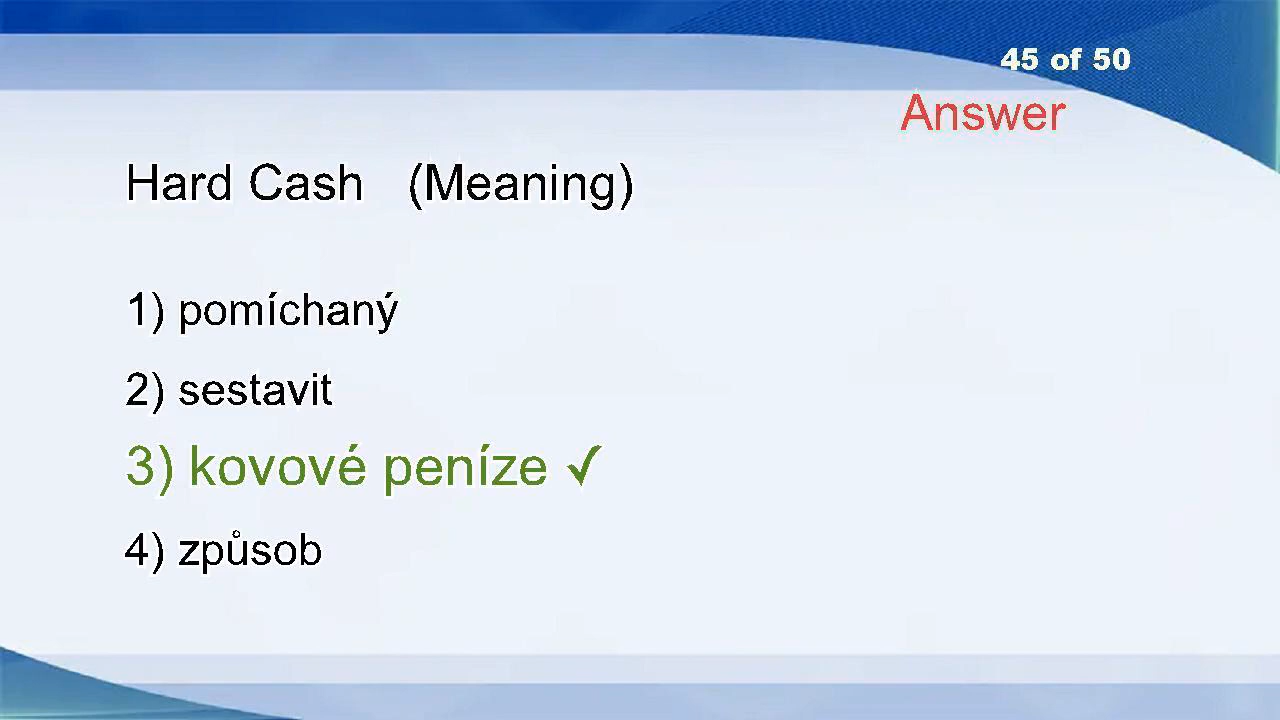 45 of 50
Answer
Hard Cash (Meaning)
1) pomíchaný
2) sestavit
3) kovové peníze ✓
4) způsob